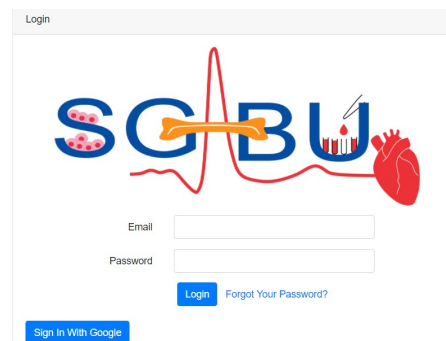 Login
SGBU
Email
Password
Login Forgot Your Password?
Sign In With Google